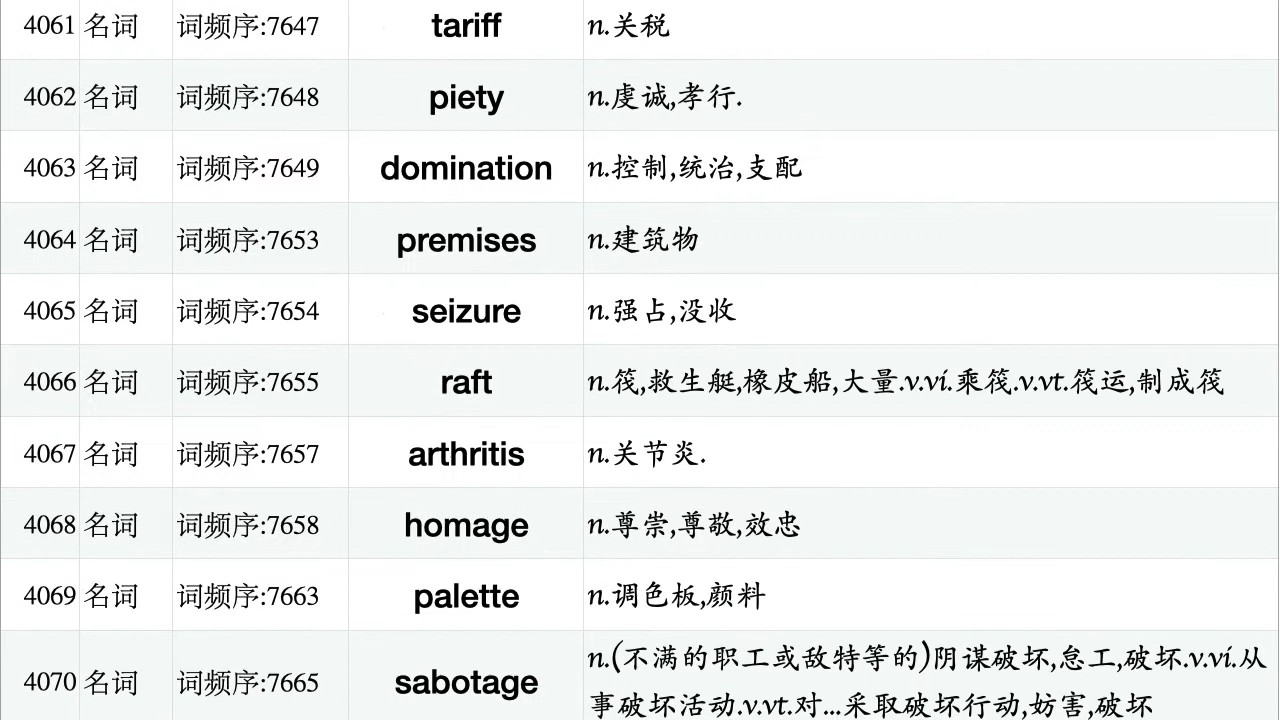 4061 名词 词频序:7647 tariff n.关税
4062 名词 词频序:7648 piety n.虔诚,孝行.
4063 名词 词频序:7649 domination n.控制,统治,支配
4064 名词 词频序:7653 premises n.建筑物
4065 名词 词频序:7654 seizure n.强占,没收
4066 名词 词频序:7655 raft n.筏,救生艇,橡皮船,大量.v.vi.乘筏.v.vt.筏运,制成筏
4067 名词 词频序:7657 arthritis n.关节炎.
4068 名词 词频序:7658 homage n.尊崇,尊敬,效忠
4069 名词 词频序:7663 palette n.调色板,颜料
4070 名词 词频序:7665 sabotage n.(不满的职工或敌特等的)阴谋破坏,怠工,破坏.v.vi.从
事破坏活动.v.vt.对...采取破坏行动,妨害,破坏